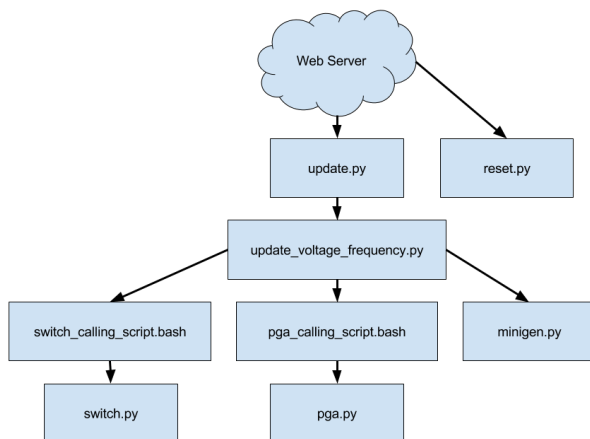 Web Server
update.py
reset.py
update_voltage_frequency.py
switch_calling_script.bash
pga_calling_script.bash
minigen.py
switch.py
pga.py